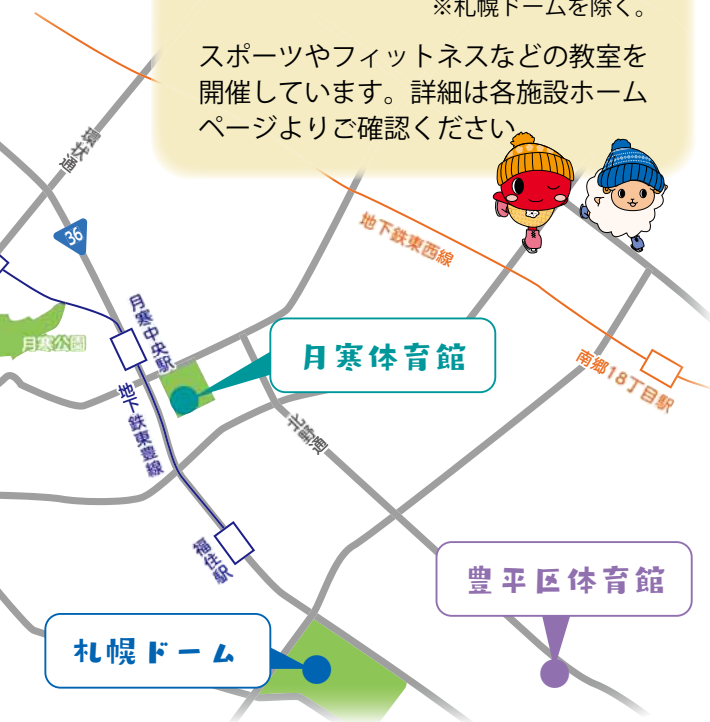 ※札幌ドームを除く。
スポーツやフィットネスなどの教室を
開催しています。詳細は各施設ホーム
ページよりご確認ください。
環状通
36
地下鉄東西線
月寒中央駅
月寒公園
月寒体育館
南郷18丁目駅
地下鉄東豊線
北野通
福住駅
豊平区体育館
札幌ドーム